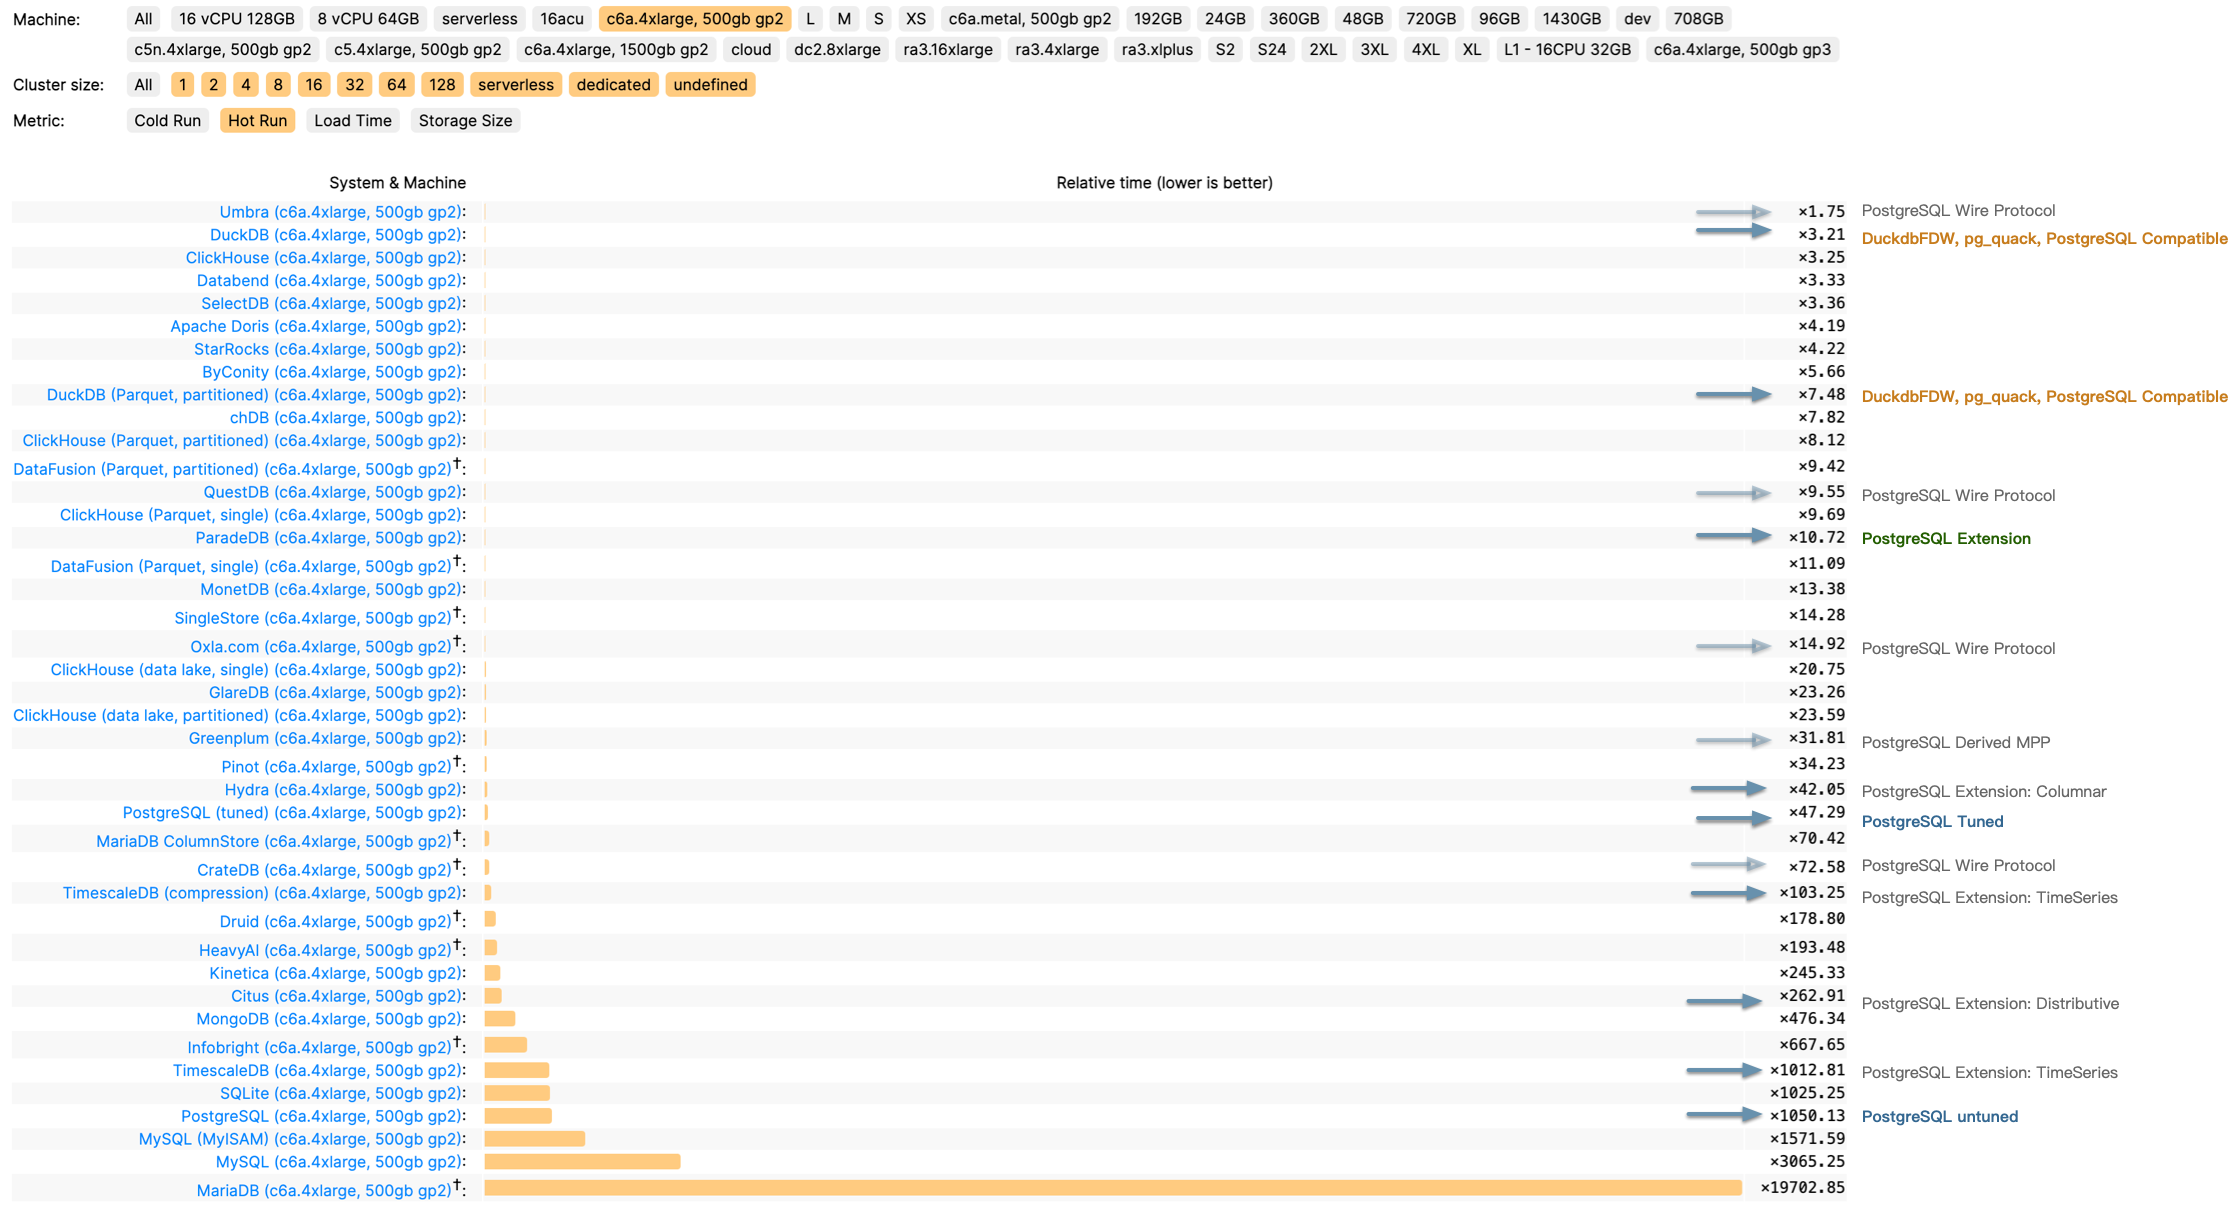 Machine: All 16 vCPU 128GB 8 vCPU 64GB serverless 16acu c6a.4xlarge, 500gb gp2 L M S XS c6a.metal, 500gb gp2 192GB 24GB 360GB 48GB 720GB 96GB 1430GB dev 708GB
c5n.4xlarge, 500gb gp2 c5.4xlarge, 500gb gp2 c6a.4xlarge, 1500gb gp2 cloud dc2.8xlarge ra3.16xlarge ra3.4xlarge ra3.xlplus S2 S24 2XL 3XL 4XL XL L1 - 16CPU 32GB c6a.4xlarge, 500gb gp3
Cluster size: All 1 2 4 8 16 32 64 128 serverless dedicated undefined
Metric: Cold Run Hot Run Load Time Storage Size
System & Machine Relative time (lower is better)
Umbra (c6a.4xlarge, 500gb gp2): ×1.75 PostgreSQL Wire Protocol
DuckDB (c6a.4xlarge, 500gb gp2): ×3.21 DuckdbFDW, pg_quack, PostgreSQL Compatible
ClickHouse (c6a.4xlarge, 500gb gp2): ×3.25
Databend (c6a.4xlarge, 500gb gp2): ×3.33
SelectDB (c6a.4xlarge, 500gb gp2): ×3.36
Apache Doris (c6a.4xlarge, 500gb gp2): ×4.19
StarRocks (c6a.4xlarge, 500gb gp2): ×4.22
ByConity (c6a.4xlarge, 500gb gp2): ×5.66
DuckDB (Parquet, partitioned) (c6a.4xlarge, 500gb gp2): ×7.48 DuckdbFDW, pg_quack, PostgreSQL Compatible
chDB (c6a.4xlarge, 500gb gp2): ×7.82
ClickHouse (Parquet, partitioned) (c6a.4xlarge, 500gb gp2): ×8.12
DataFusion (Parquet, partitioned) (c6a.4xlarge, 500gb gp2)†: ×9.42
QuestDB (c6a.4xlarge, 500gb gp2): ×9.55 PostgreSQL Wire Protocol
ClickHouse (Parquet, single) (c6a.4xlarge, 500gb gp2): ×9.69
ParadeDB (c6a.4xlarge, 500gb gp2): ×10.72 PostgreSQL Extension
DataFusion (Parquet, single) (c6a.4xlarge, 500gb gp2)†: ×11.09
MonetDB (c6a.4xlarge, 500gb gp2): ×13.38
SingleStore (c6a.4xlarge, 500gb gp2)†: ×14.28
Oxla.com (c6a.4xlarge, 500gb gp2)†: ×14.92 PostgreSQL Wire Protocol
ClickHouse (data lake, single) (c6a.4xlarge, 500gb gp2): ×20.75
GlareDB (c6a.4xlarge, 500gb gp2): ×23.26
ClickHouse (data lake, partitioned) (c6a.4xlarge, 500gb gp2): ×23.59
Greenplum (c6a.4xlarge, 500gb gp2): ×31.81 PostgreSQL Derived MPP
Pinot (c6a.4xlarge, 500gb gp2)†: ×34.23
Hydra (c6a.4xlarge, 500gb gp2): ×42.05 PostgreSQL Extension: Columnar
PostgreSQL (tuned) (c6a.4xlarge, 500gb gp2): ×47.29 PostgreSQL Tuned
MariaDB ColumnStore (c6a.4xlarge, 500gb gp2)†: ×70.42
CrateDB (c6a.4xlarge, 500gb gp2)†: ×72.58 PostgreSQL Wire Protocol
TimescaleDB (compression) (c6a.4xlarge, 500gb gp2): ×103.25 PostgreSQL Extension: TimeSeries
Druid (c6a.4xlarge, 500gb gp2)†: ×178.80
HeavyAI (c6a.4xlarge, 500gb gp2)†: ×193.48
Kinetica (c6a.4xlarge, 500gb gp2): ×245.33
Citus (c6a.4xlarge, 500gb gp2): ×262.91 PostgreSQL Extension: Distributive
MongoDB (c6a.4xlarge, 500gb gp2): ×476.34
Infobright (c6a.4xlarge, 500gb gp2)†: ×667.65
TimescaleDB (c6a.4xlarge, 500gb gp2): ×1012.81 PostgreSQL Extension: TimeSeries
SQLite (c6a.4xlarge, 500gb gp2): ×1025.25
PostgreSQL (c6a.4xlarge, 500gb gp2): ×1050.13 PostgreSQL untuned
MySQL (MyISAM) (c6a.4xlarge, 500gb gp2): ×1571.59
MySQL (c6a.4xlarge, 500gb gp2): ×3065.25
MariaDB (c6a.4xlarge, 500gb gp2)†: ×19702.85